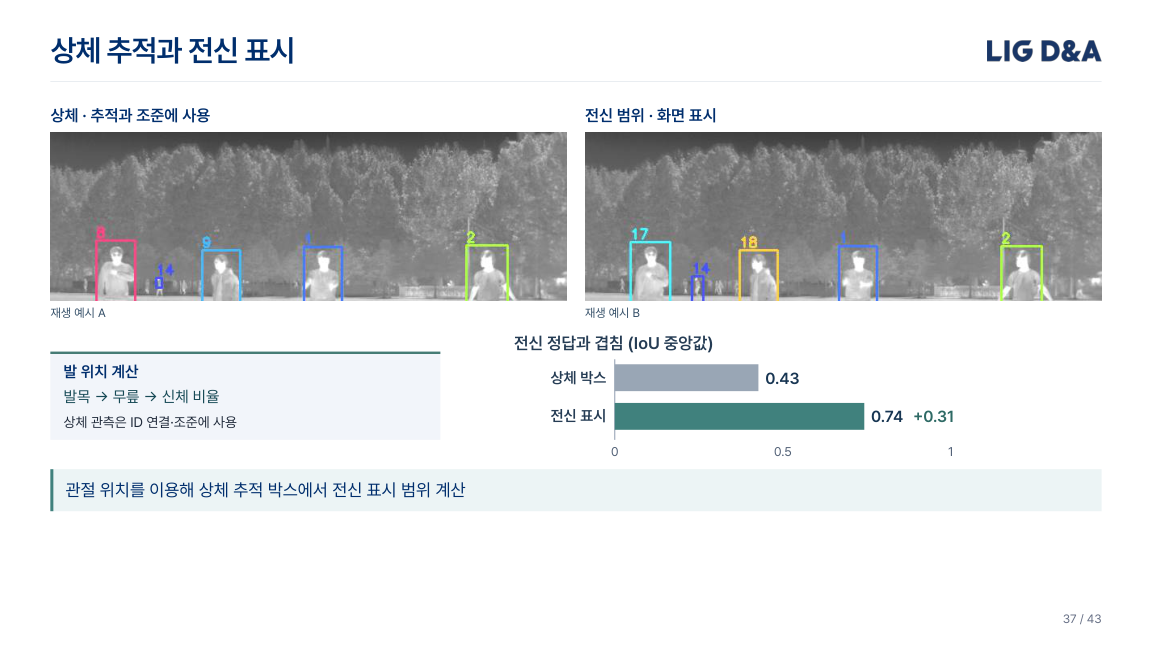 상체 추적과 전신 표시
LIG D&A
상체 · 추적과 조준에 사용
전신 범위 · 화면 표시
14
9
1
2
17
14
18
1
2
재생 예시 A
재생 예시 B
발 위치 계산
발목 → 무릎 → 신체 비율
상체 관측은 ID 연결·조준에 사용
전신 정답과 겹침 (IoU 중앙값)
상체 박스 0.43
전신 표시 0.74 +0.31
0 0.5 1
관절 위치를 이용해 상체 추적 박스에서 전신 표시 범위 계산
37 / 43